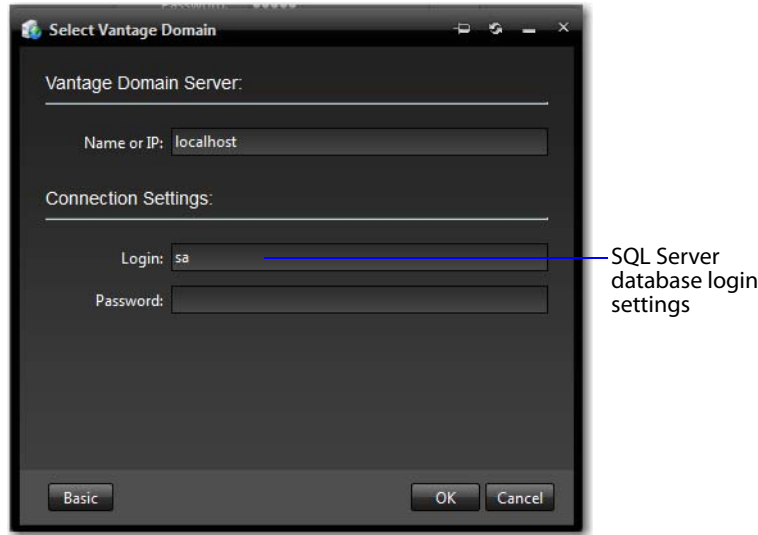 Password:
Select Vantage Domain
Vantage Domain Server:
Name or IP: localhost
Connection Settings:
Login: sa
SQL Server
database login
settings
Password:
Basic
OK
Cancel